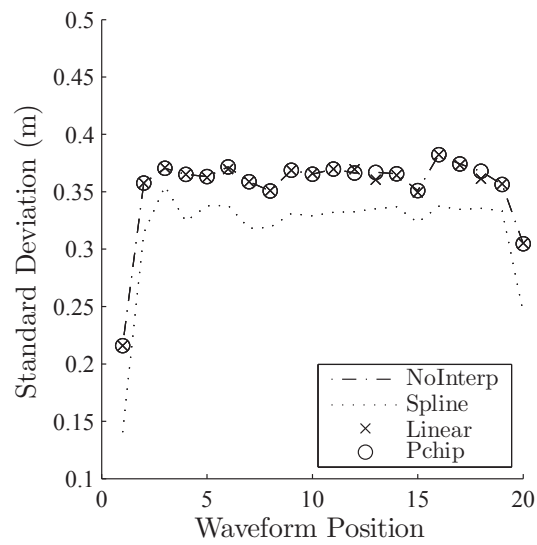 0.5
0.45
0.4
0.35
0.3
0.25
0.2
0.15
0.1
Standard Deviation (m)
0 5 10 15 20
Waveform Position
NoInterp
Spline
Linear
Pchip